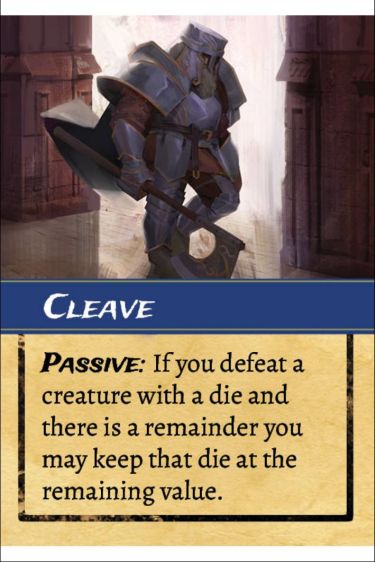 Cleave
Passive: If you defeat a
creature with a die and
there is a remainder you
may keep that die at the
remaining value.